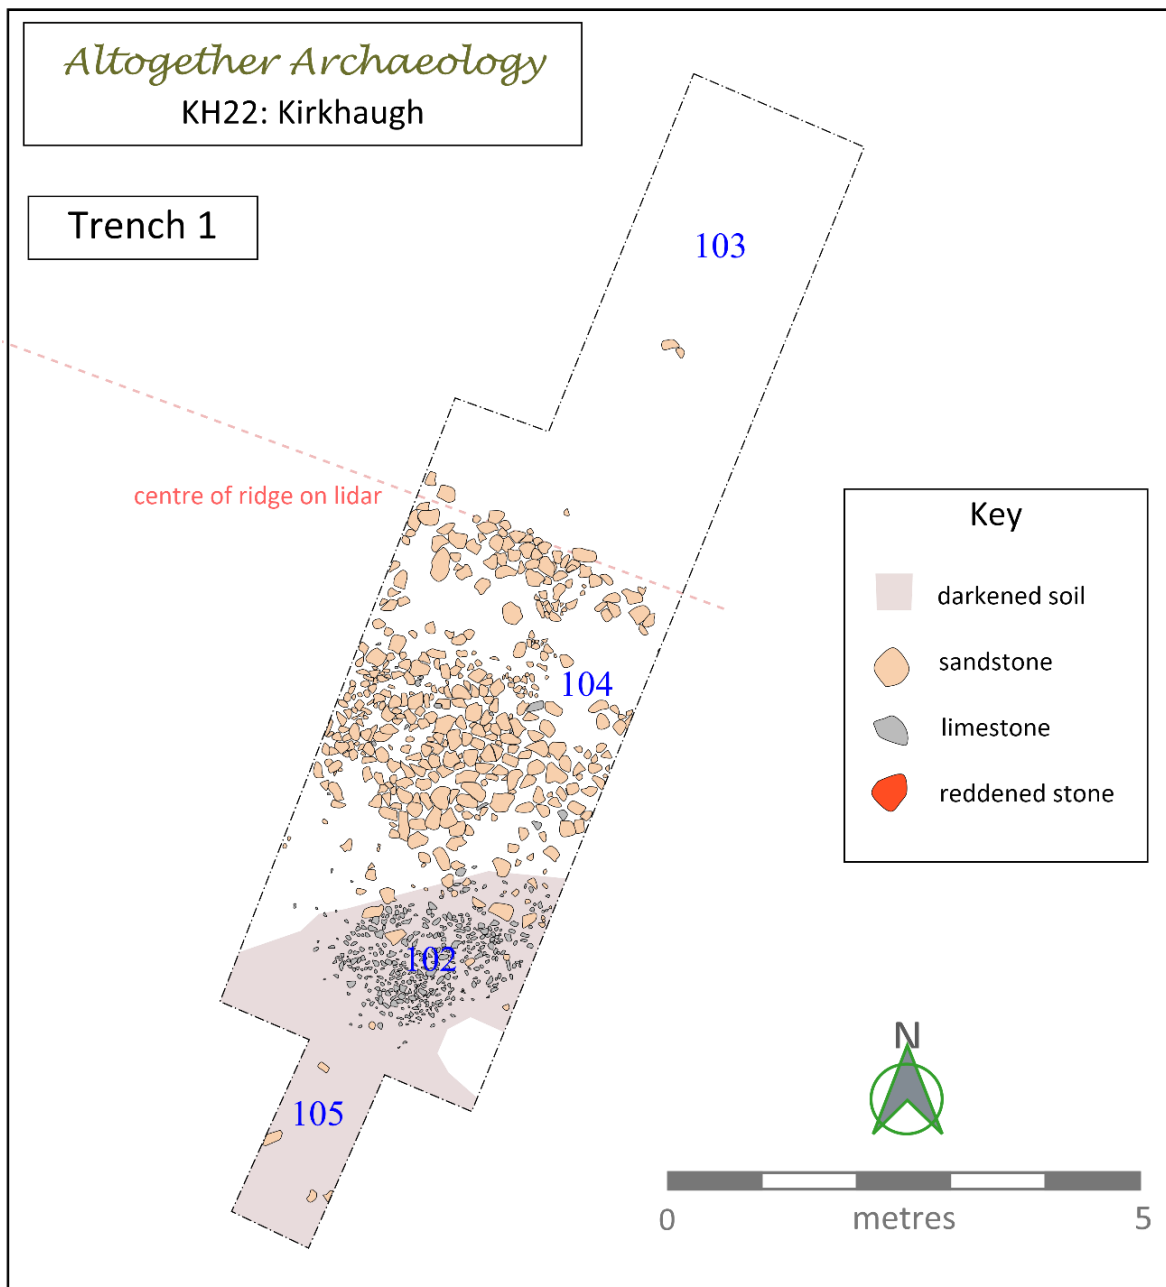 Altogether Archaeology
KH22: Kirkhaugh
Trench 1
103
centre of ridge on lidar
104
102
105
Key
darkened soil
sandstone
limestone
reddened stone
N
0 metres 5